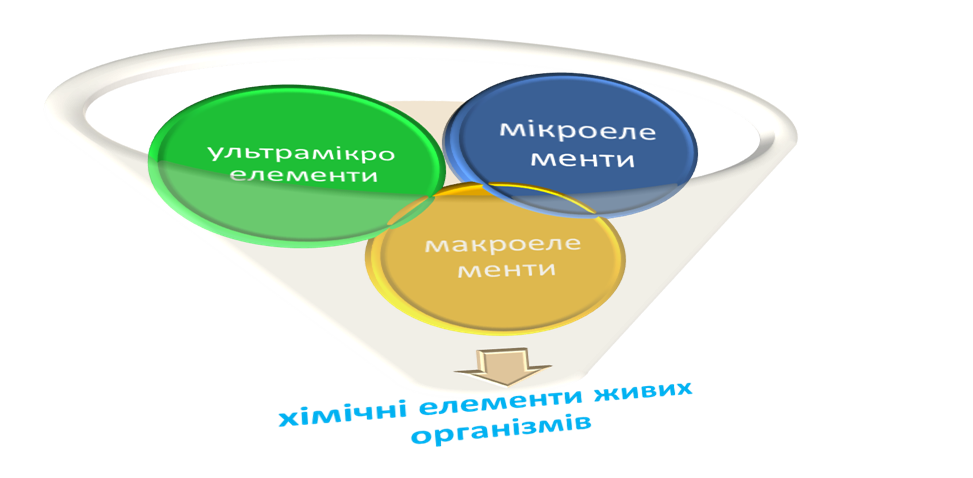 ультрамікро
елементи
мікроеле
менти
макроеле
менти
хімічні елементи живих
організмів